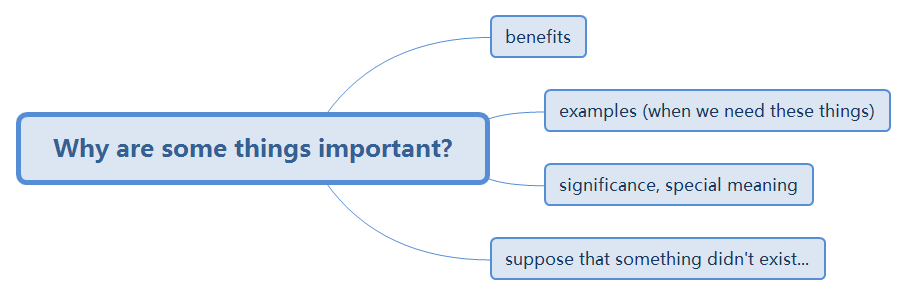 benefits
examples (when we need these things)
Why are some things important?
significance, special meaning
suppose that something didn't exist...